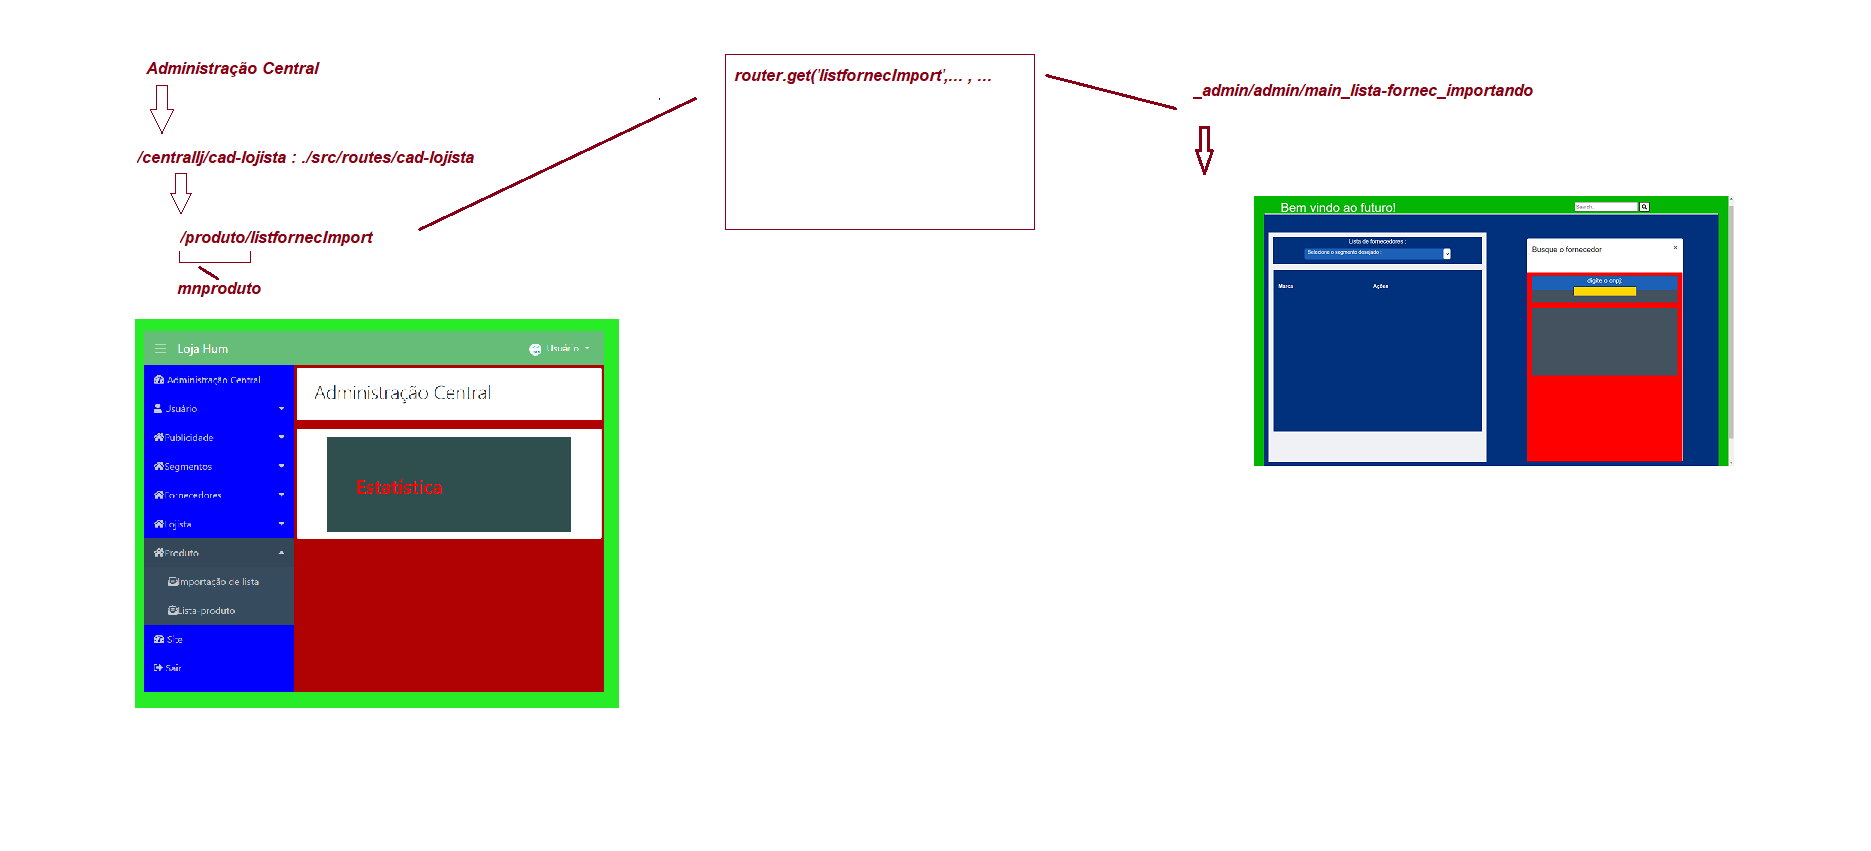 Administração Central
/centrallj/cad-lojista : ./src/routes/cad-lojista
/produto/listfornecImport
mnproduto
router.get('listfornecImport',... , ...
_admin/admin/main_lista-fornec_importando
Loja Hum
Usuário
Administração Central
Usuário
Publicidade
Segmentos
Fornecedores
Lojista
Produto
Importação de lista
Lista-produto
Site
Sair
Administração Central
Estatística
Bem vindo ao futuro!
Search..
Lista de fornecedores :
Selecione o segmento desejado :
Marca Ações
Busque o fornecedor ×
digite o cnpj: